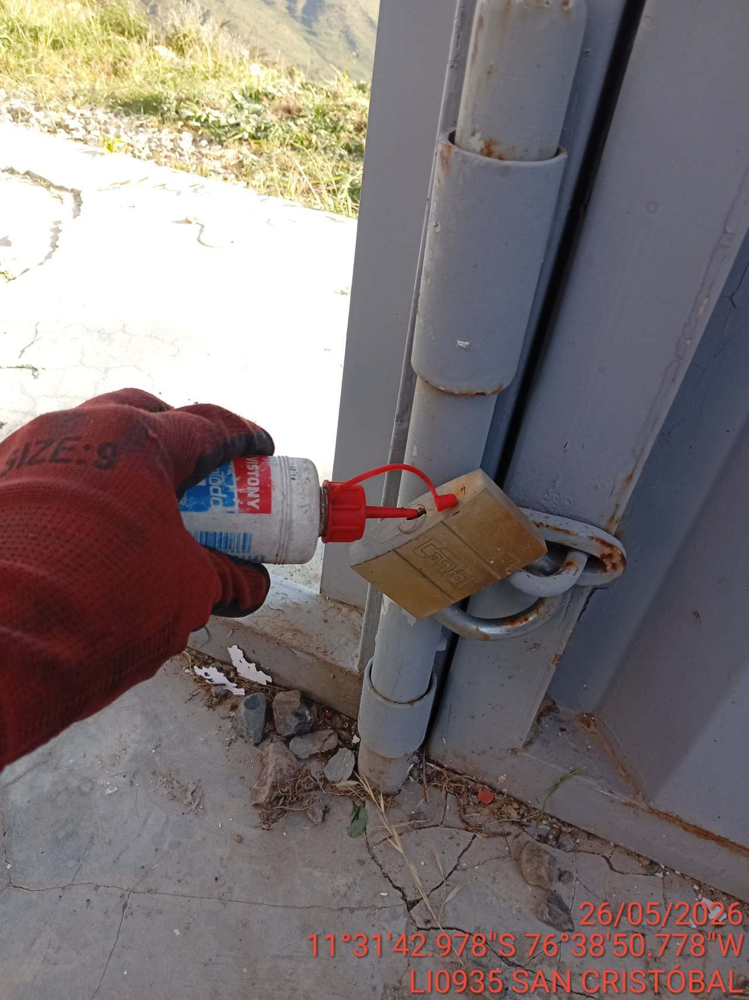 SIZE:9
VISTONY
26/05/2026
11°31'42.978"S 76°38'50.778"W
LI0935 SAN CRISTÓBAL